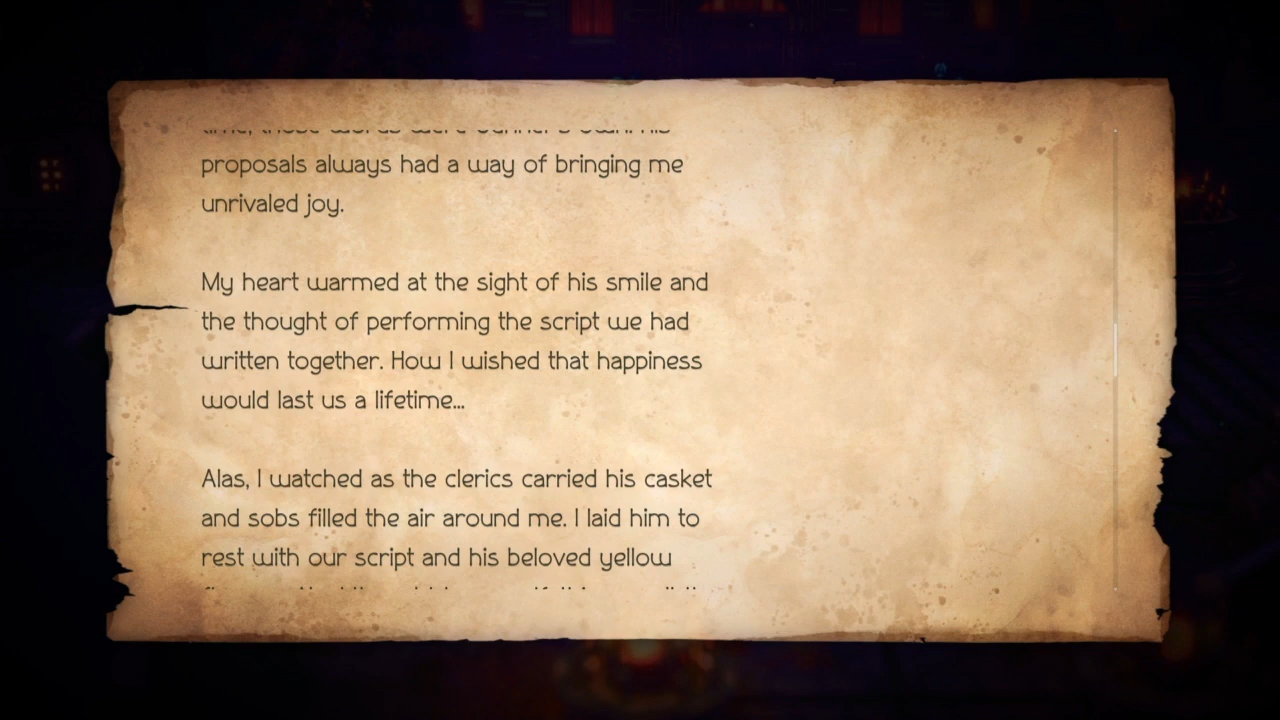 proposals always had a way of bringing me
unrivaled joy.
My heart warmed at the sight of his smile and
the thought of performing the script we had
written together. How I wished that happiness
would last us a lifetime...
Alas, I watched as the clerics carried his casket
and sobs filled the air around me. I laid him to
rest with our script and his beloved yellow